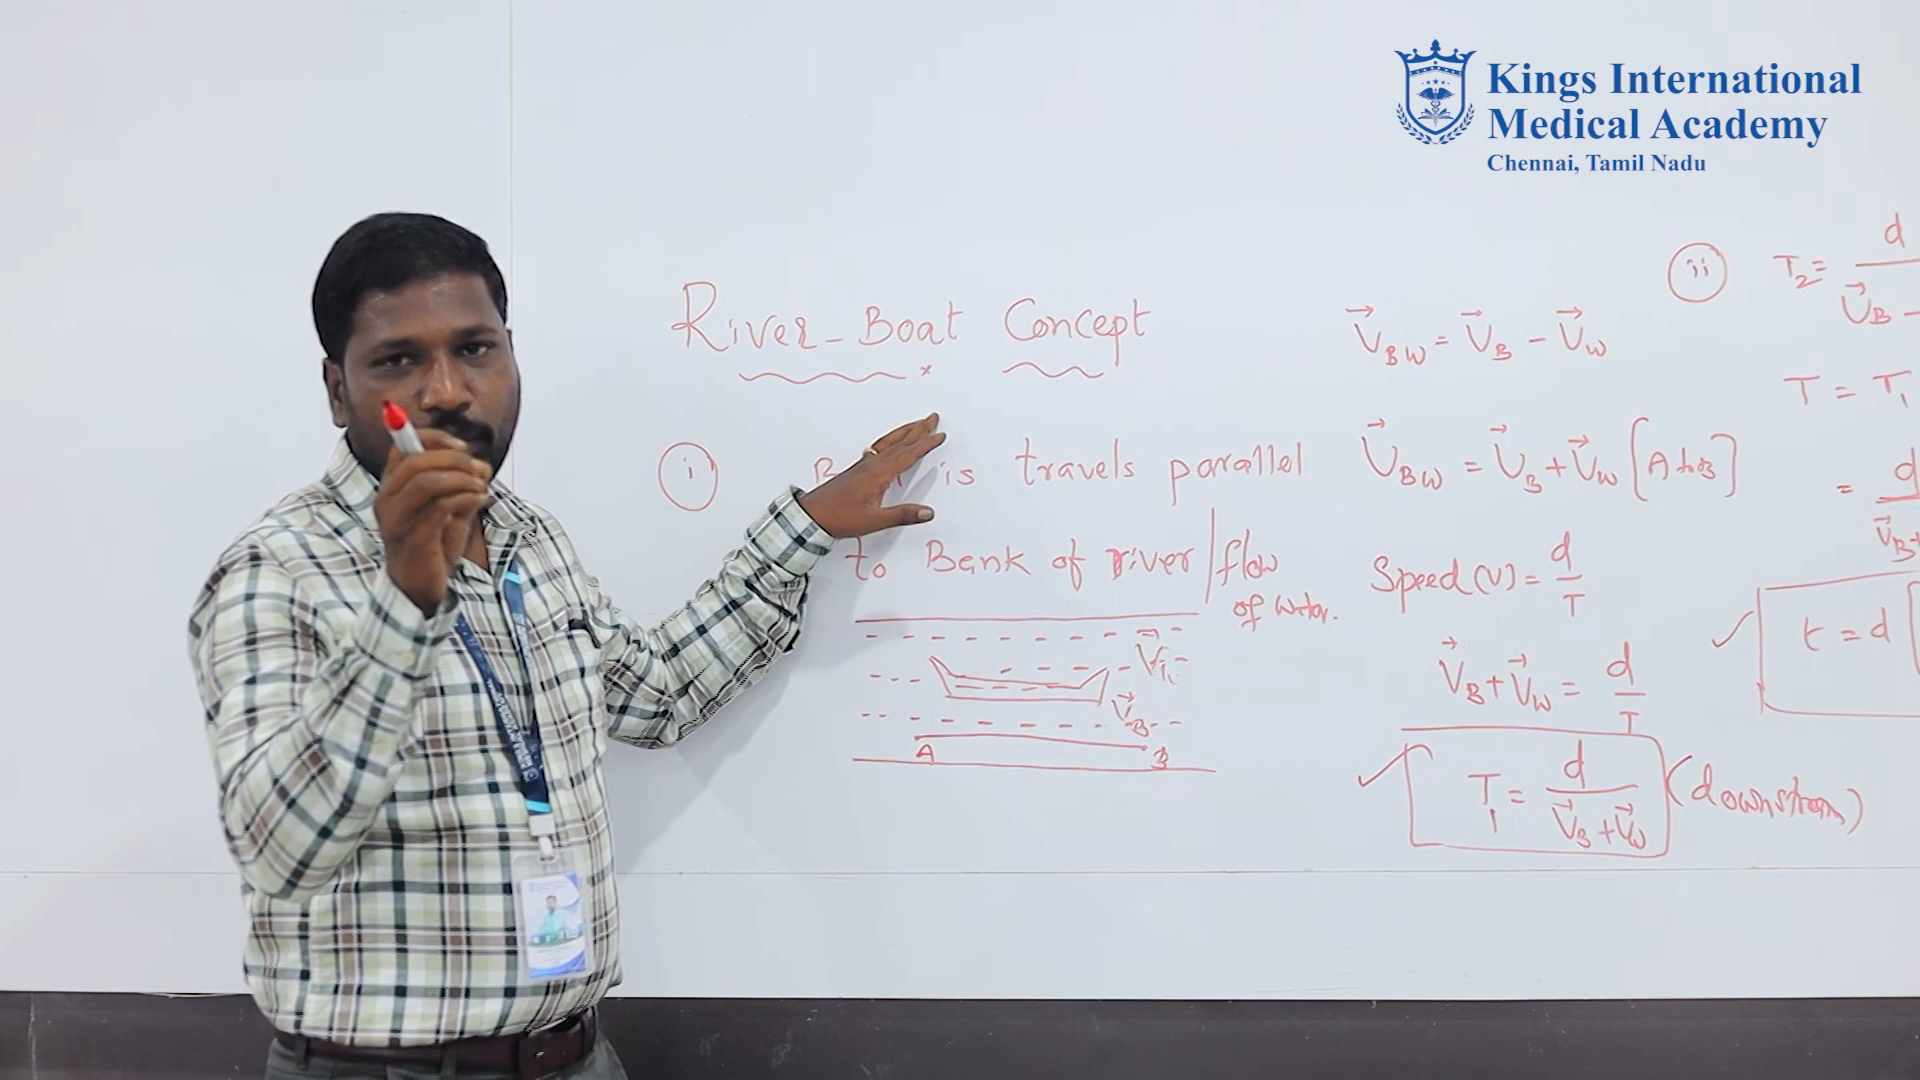 Kings International
Medical Academy
Chennai, Tamil Nadu
River-Boat Concept
(i) is travels parallel
to Bank of river / flow
of water.
V⃗B
A B
V⃗BW = V⃗B - V⃗W
V⃗BW = V⃗B + V⃗W [A to B]
Speed (V) = d/T
V⃗B + V⃗W = d/T
T1 = d/(V⃗B + V⃗W) (downstream)
(ii) T2 = d/V⃗B -
T = T1
= d/V⃗B +
t = d [